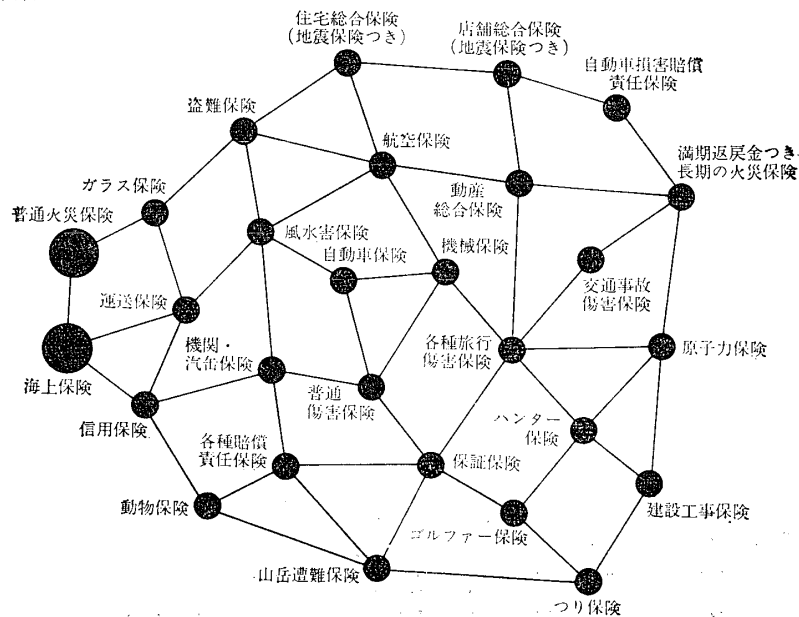 住宅総合保険
(地震保険つき)
店舗総合保険
(地震保険つき)
自動車損害賠償
責任保険
盗難保険
航空保険
満期返戻金つき
長期の火災保険
ガラス保険
動産
総合保険
普通火災保険
風水害保険
自動車保険
機械保険
交通事故
傷害保険
運送保険
機関・
汽缶保険
各種旅行
傷害保険
原子力保険
海上保険
普通
傷害保険
信用保険
ハンター
保険
各種賠償
責任保険
保証保険
動物保険
建設工事保険
ゴルファー保険
山岳遭難保険
つり保険